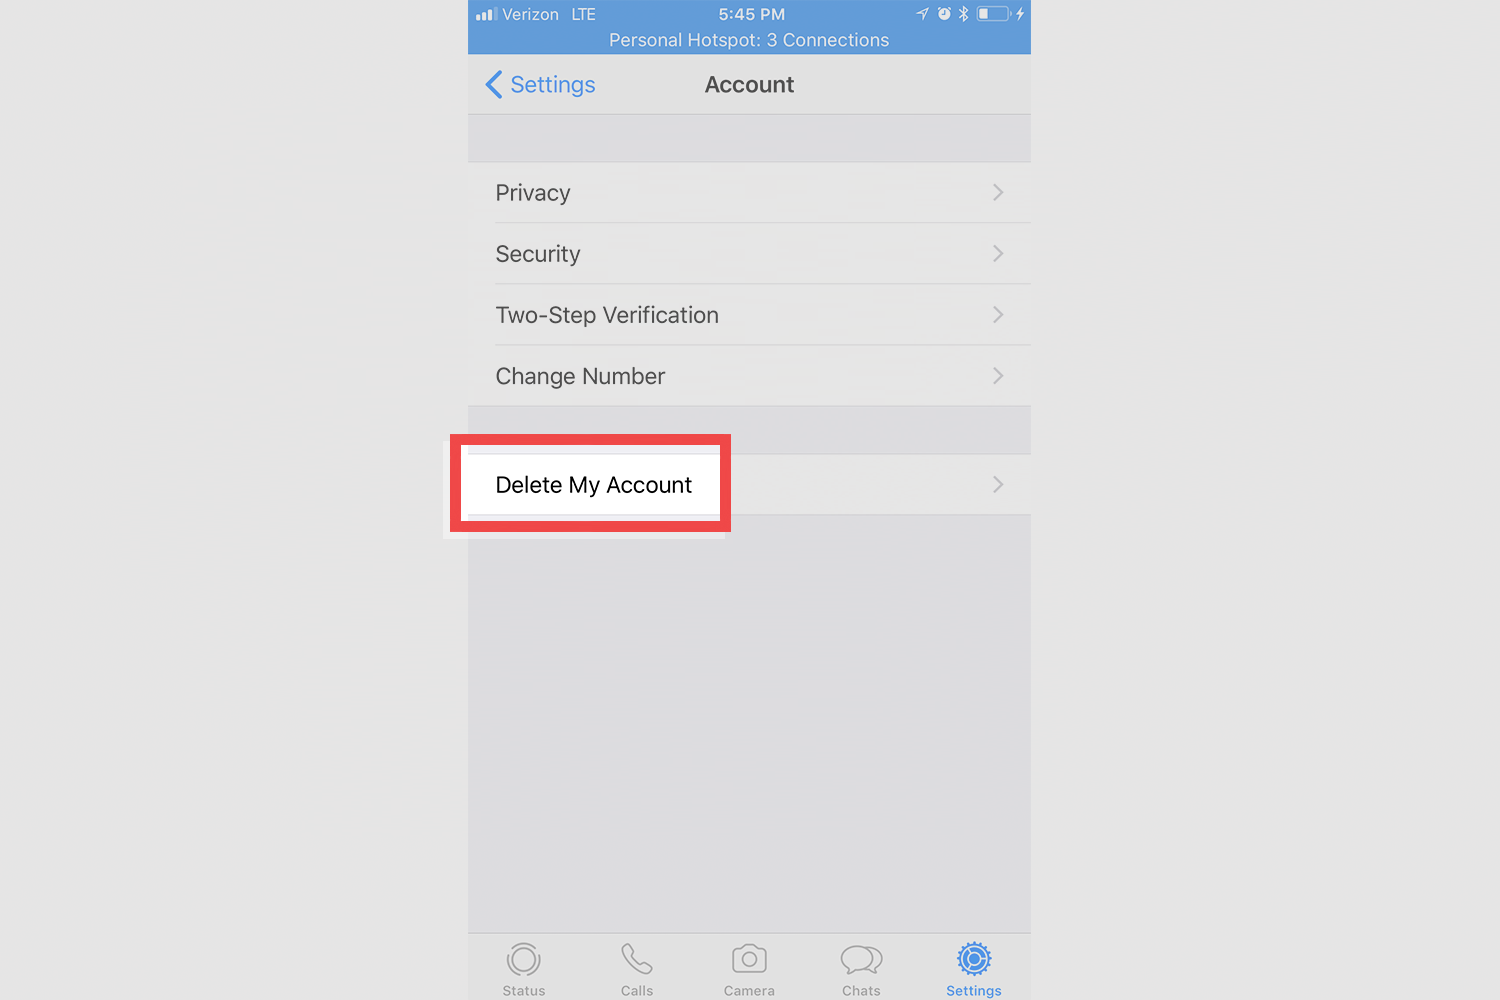 Verizon LTE 5:45 PM
Personal Hotspot: 3 Connections
Settings Account
Privacy
Security
Two-Step Verification
Change Number
Delete My Account
Status Calls Camera Chats Settings